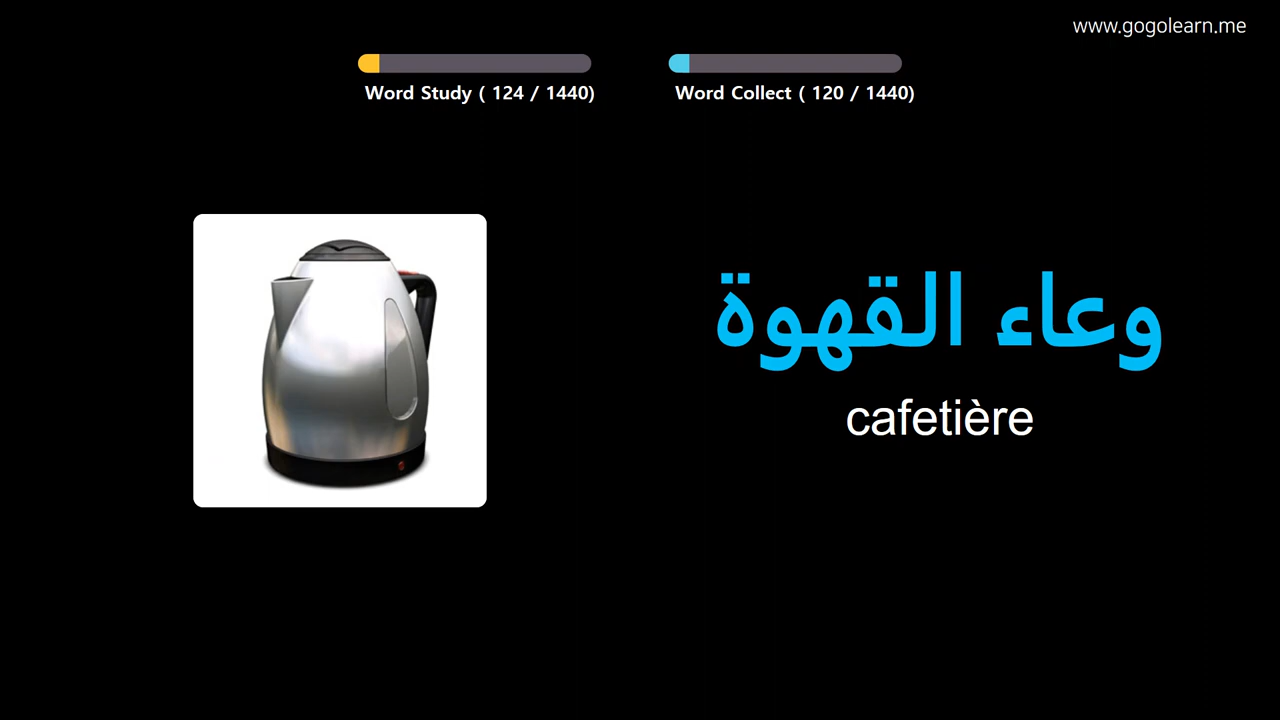 www.gogolearn.me
Word Study ( 124 / 1440)
Word Collect ( 120 / 1440)
وعاء القهوة
cafetière